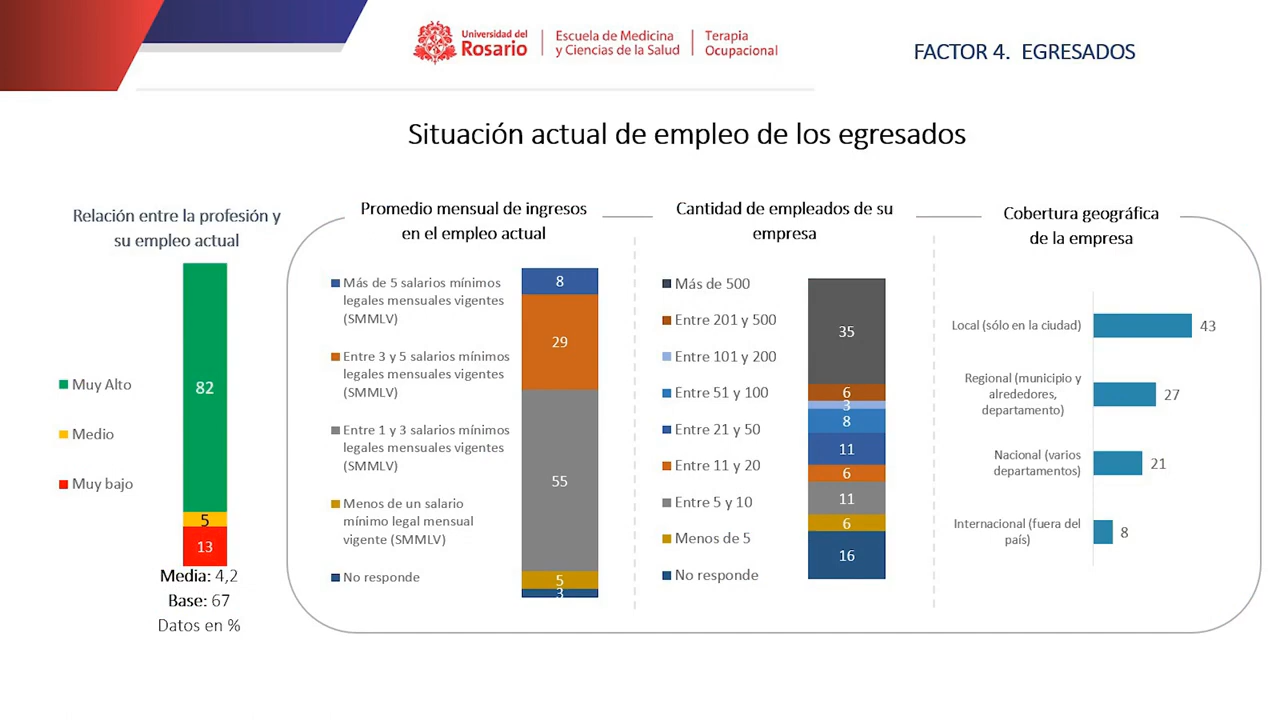 Universidad del
Rosario
Escuela de Medicina
y Ciencias de la Salud
Terapia
Ocupacional
FACTOR 4. EGRESADOS
Situación actual de empleo de los egresados
Relación entre la profesión y
su empleo actual
Muy Alto
Medio
Muy bajo
82
5
13
Media: 4,2
Base: 67
Datos en %
Promedio mensual de ingresos
en el empleo actual
Más de 5 salarios mínimos
legales mensuales vigentes
(SMMLV)
Entre 3 y 5 salarios mínimos
legales mensuales vigentes
(SMMLV)
Entre 1 y 3 salarios mínimos
legales mensuales vigentes
(SMMLV)
Menos de un salario
mínimo legal mensual
vigente (SMMLV)
No responde
8
29
55
5
3
Cantidad de empleados de su
empresa
Más de 500
Entre 201 y 500
Entre 101 y 200
Entre 51 y 100
Entre 21 y 50
Entre 11 y 20
Entre 5 y 10
Menos de 5
No responde
35
6
3
8
11
6
11
6
16
Cobertura geográfica
de la empresa
Local (sólo en la ciudad)
43
Regional (municipio y
alrededores,
departamento)
27
Nacional (varios
departamentos)
21
Internacional (fuera del
país)
8